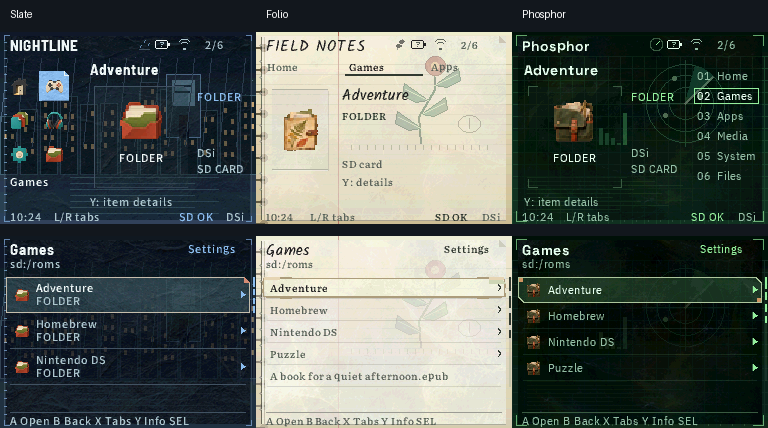 Slate
NIGHTLINE
2/6
Adventure
FOLDER
FOLDER
DSi
SD CARD
Games
Y: item details
10:24 L/R tabs SD OK DSi
Games Settings
sd:/roms
Adventure
FOLDER
Homebrew
FOLDER
Nintendo DS
FOLDER
A Open B Back X Tabs Y Info SEL
Folio
FIELD NOTES
2/6
Home Games Apps
Adventure
FOLDER
SD card
Y: details
10:24 L/R tabs SD OK DSi
Games Settings
sd:/roms
Adventure
Homebrew
Nintendo DS
Puzzle
A book for a quiet afternoon.epub
A Open B Back X Tabs Y Info SEL
Phosphor
Phosphor
2/6
Adventure
01 Home
FOLDER
02 Games
03 Apps
04 Media
05 System
06 Files
FOLDER
DSi
SD CARD
Y: item details
10:24 L/R tabs SD OK DSi
Games Settings
sd:/roms
Adventure
Homebrew
Nintendo DS
Puzzle
A Open B Back X Tabs Y Info SEL